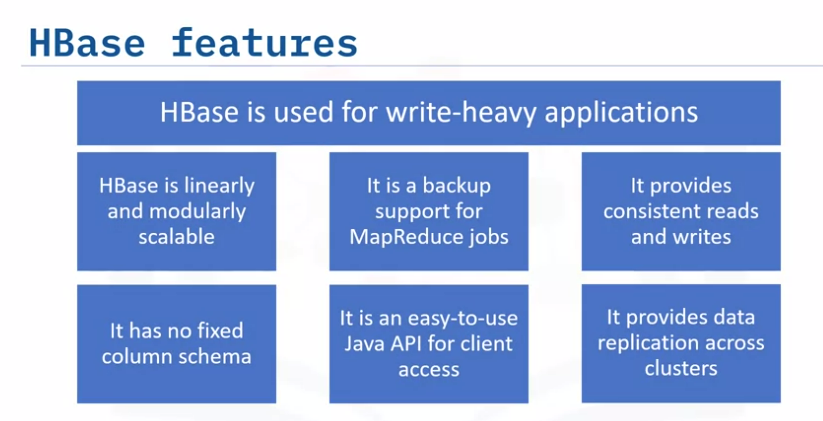 HBase features
HBase is used for write-heavy applications
HBase is linearly
and modularly
scalable
It is a backup
support for
MapReduce jobs
It provides
consistent reads
and writes
It has no fixed
column schema
It is an easy-to-use
Java API for client
access
It provides data
replication across
clusters